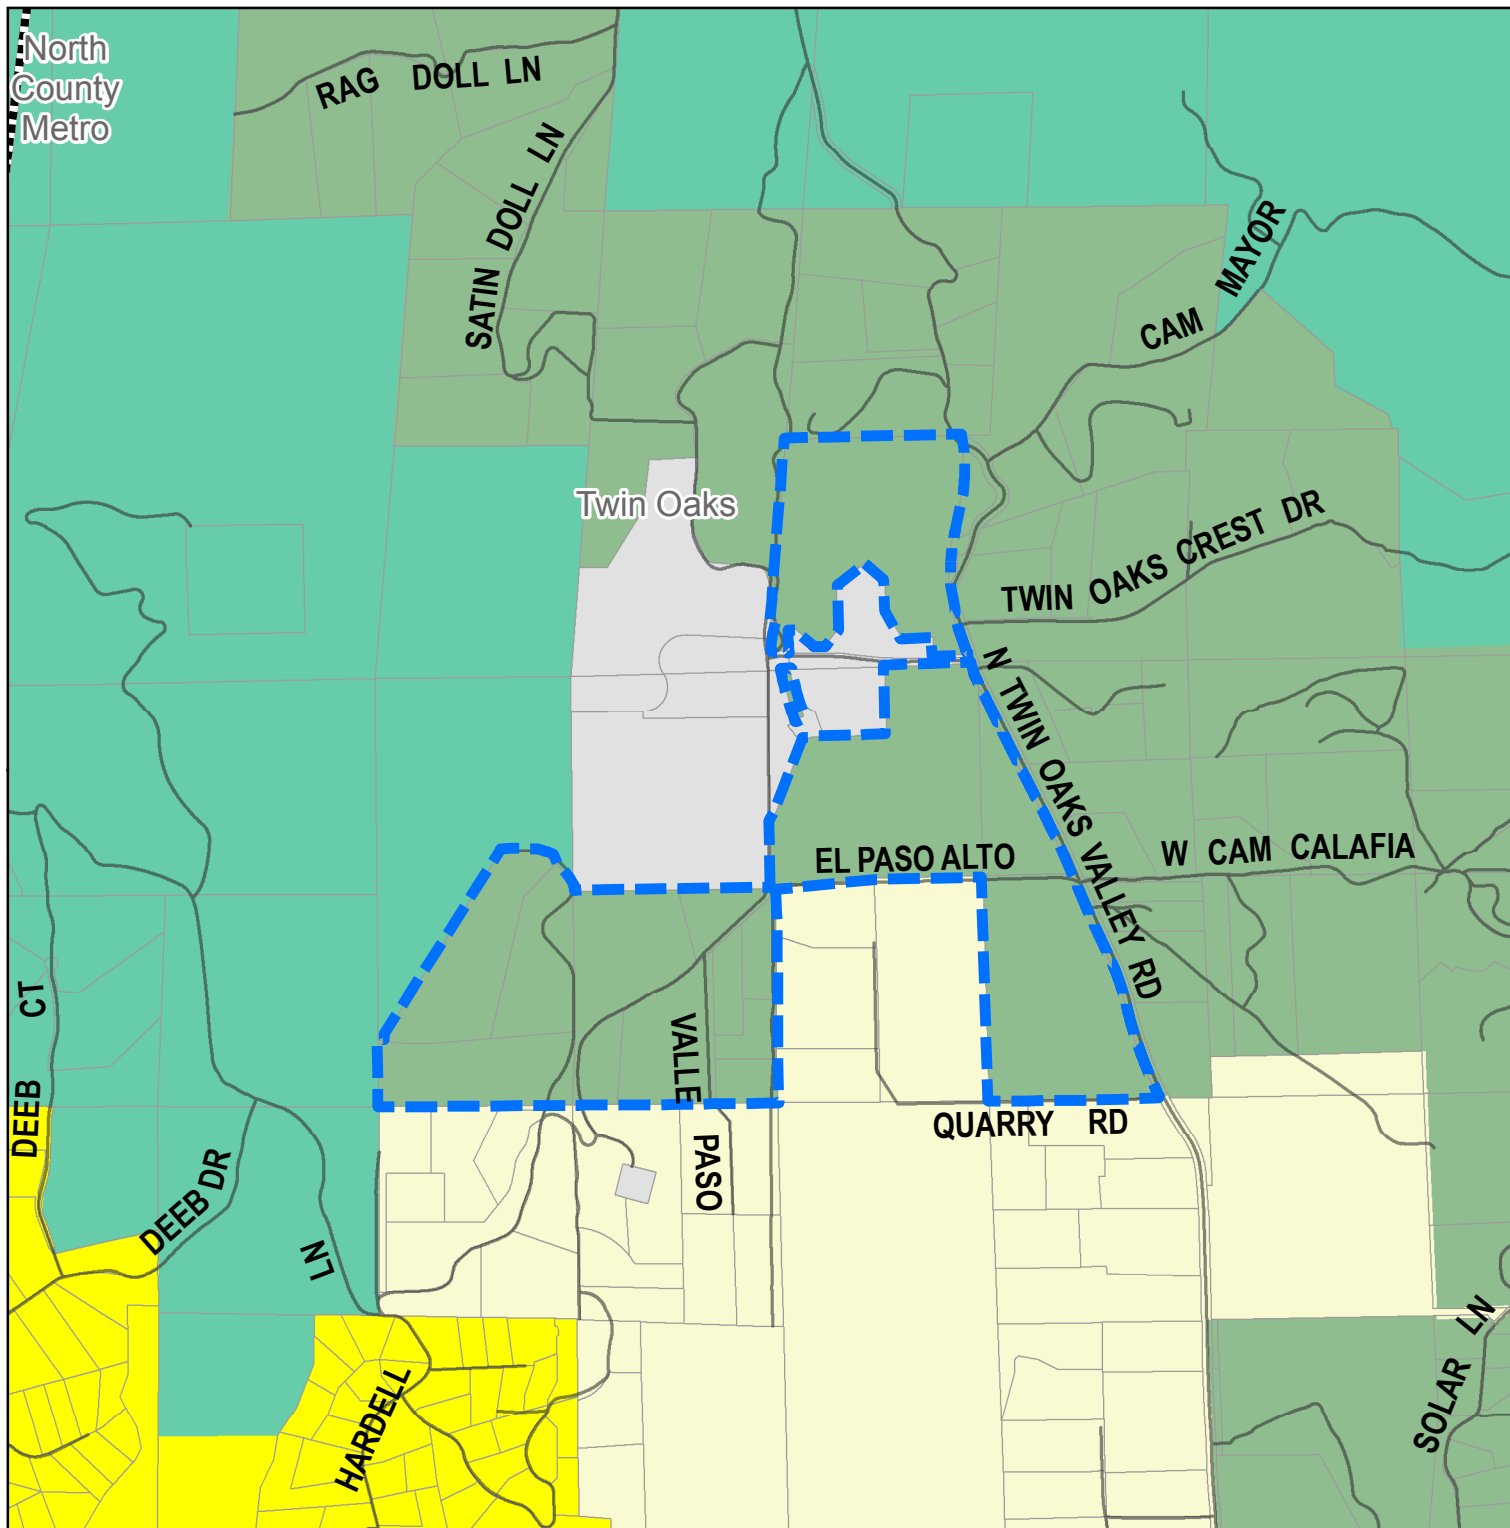 North
County
Metro
RAG DOLL LN
SATIN DOLL LN
CAM MAYOR
Twin Oaks
TWIN OAKS CREST DR
N TWIN OAKS VALLEY RD
EL PASO ALTO
W CAM CALAFIA
DEEB CT
VALLE PASO
QUARRY RD
DEEB DR
HARDELL LN
SOLAR LN